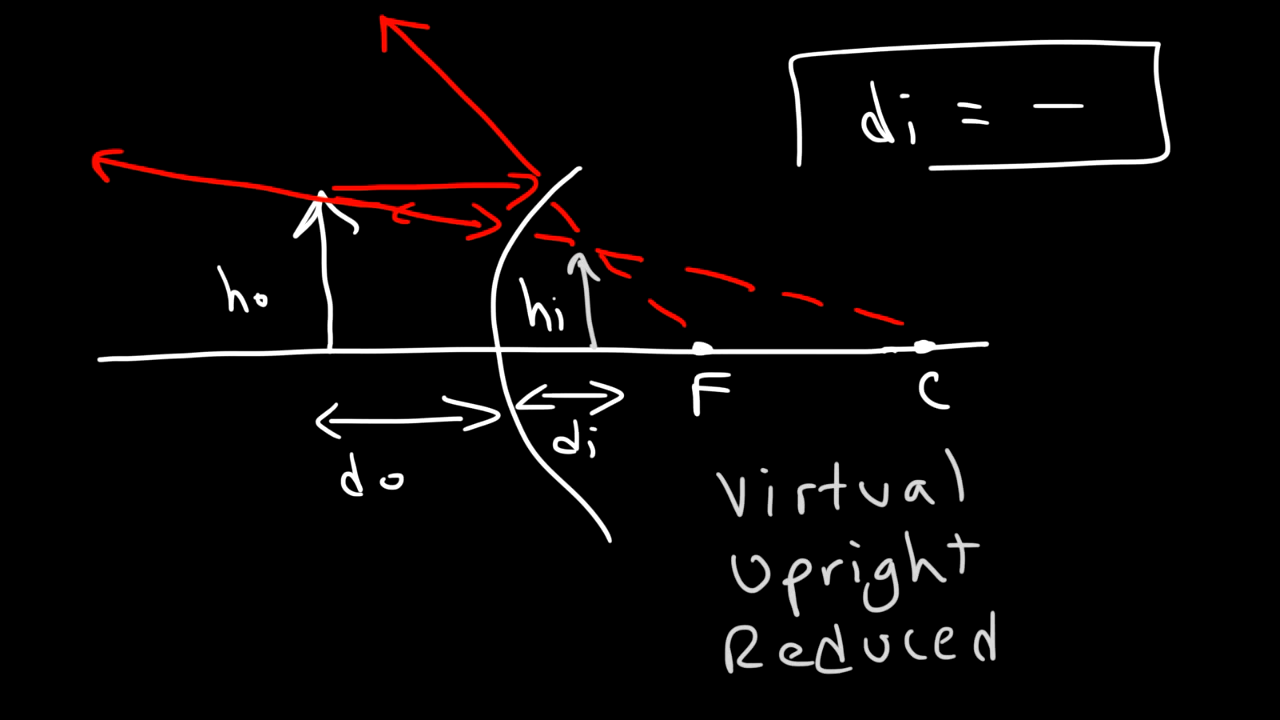 di = −
ho
hi
F
C
do
di
Virtual
Upright
Reduced